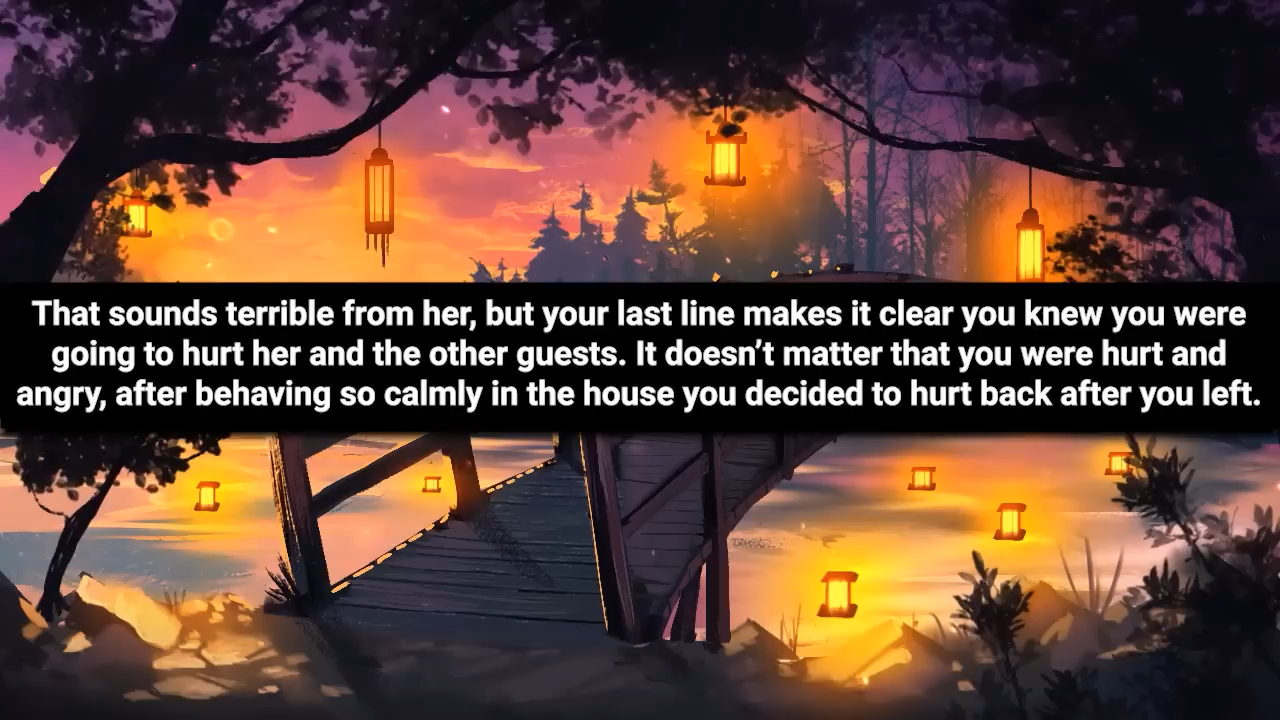 That sounds terrible from her, but your last line makes it clear you knew you were
going to hurt her and the other guests. It doesn’t matter that you were hurt and
angry, after behaving so calmly in the house you decided to hurt back after you left.